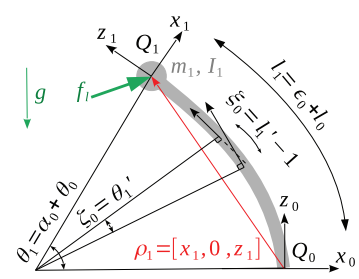 x₁
z₁
Q₁
m₁, I₁
g
fₗ
l₁= ϵ₀+l₀
ξ₀= l₁'−1
ζ₀=θ₁'
θ₁=α₀+θ₀
ρ₁=[x₁,0,z₁]
z₀
Q₀
x₀